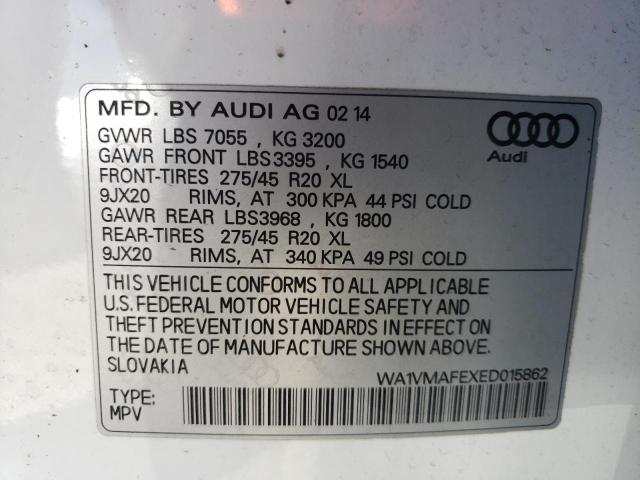 MFD. BY AUDI AG 02 14
GVWR LBS 7055 , KG 3200
GAWR FRONT LBS3395 , KG 1540
FRONT-TIRES 275/45 R20 XL
9JX20 RIMS, AT 300 KPA 44 PSI COLD
GAWR REAR LBS3968 , KG 1800
REAR-TIRES 275/45 R20 XL
9JX20 RIMS, AT 340 KPA 49 PSI COLD
Audi
THIS VEHICLE CONFORMS TO ALL APPLICABLE
U.S. FEDERAL MOTOR VEHICLE SAFETY AND
THEFT PREVENTION STANDARDS IN EFFECT ON
THE DATE OF MANUFACTURE SHOWN ABOVE.
SLOVAKIA
WA1VMAFEXED015862
TYPE:
MPV